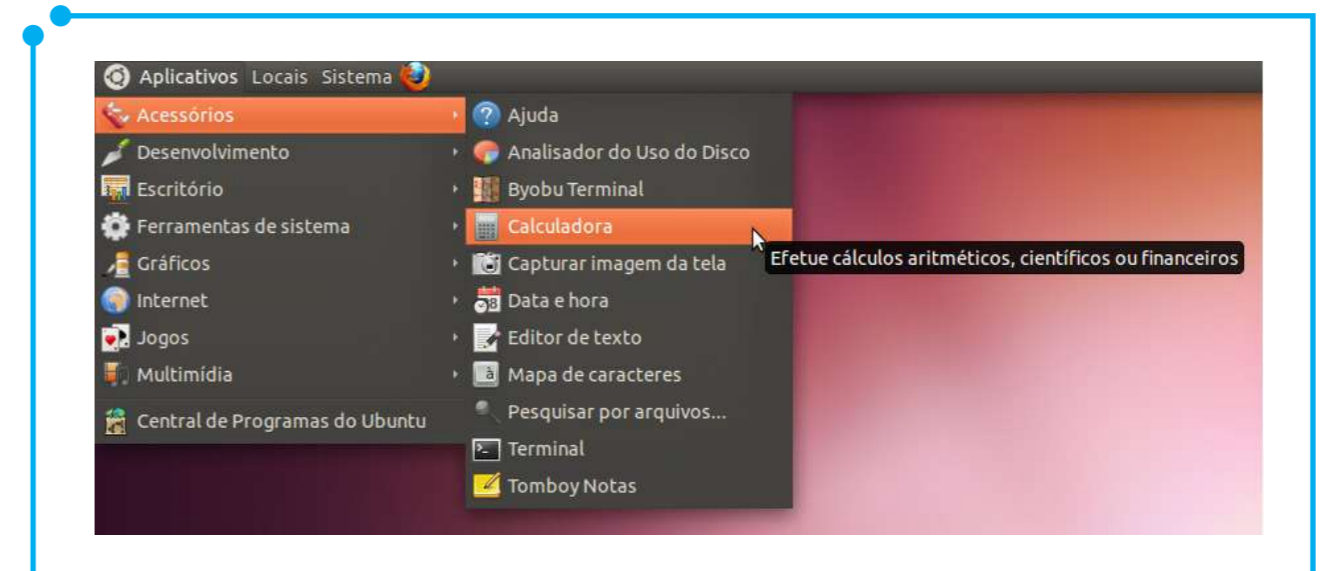 Aplicativos Locais Sistema
Acessórios
Desenvolvimento
Escritório
Ferramentas de sistema
Gráficos
Internet
Jogos
Multimídia
Central de Programas do Ubuntu
Ajuda
Analisador do Uso do Disco
Byobu Terminal
Calculadora
Capturar imagem da tela
Data e hora
Editor de texto
Mapa de caracteres
Pesquisar por arquivos...
Terminal
Tomboy Notas
Efetue cálculos aritméticos, científicos ou financeiros